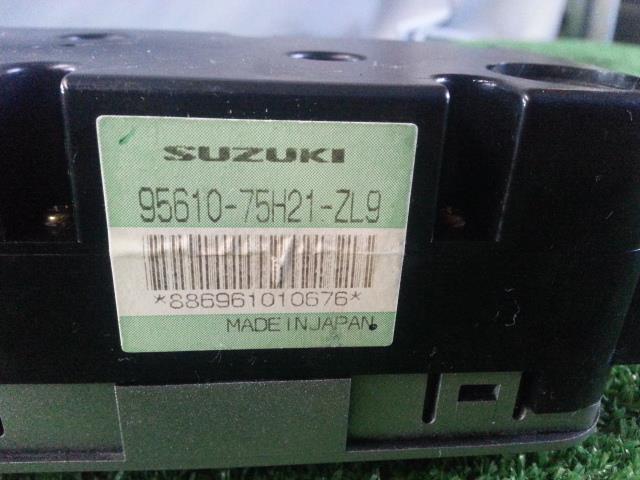 SUZUKI
95610-75H21-ZL9
*886961010676*
MADE IN JAPAN